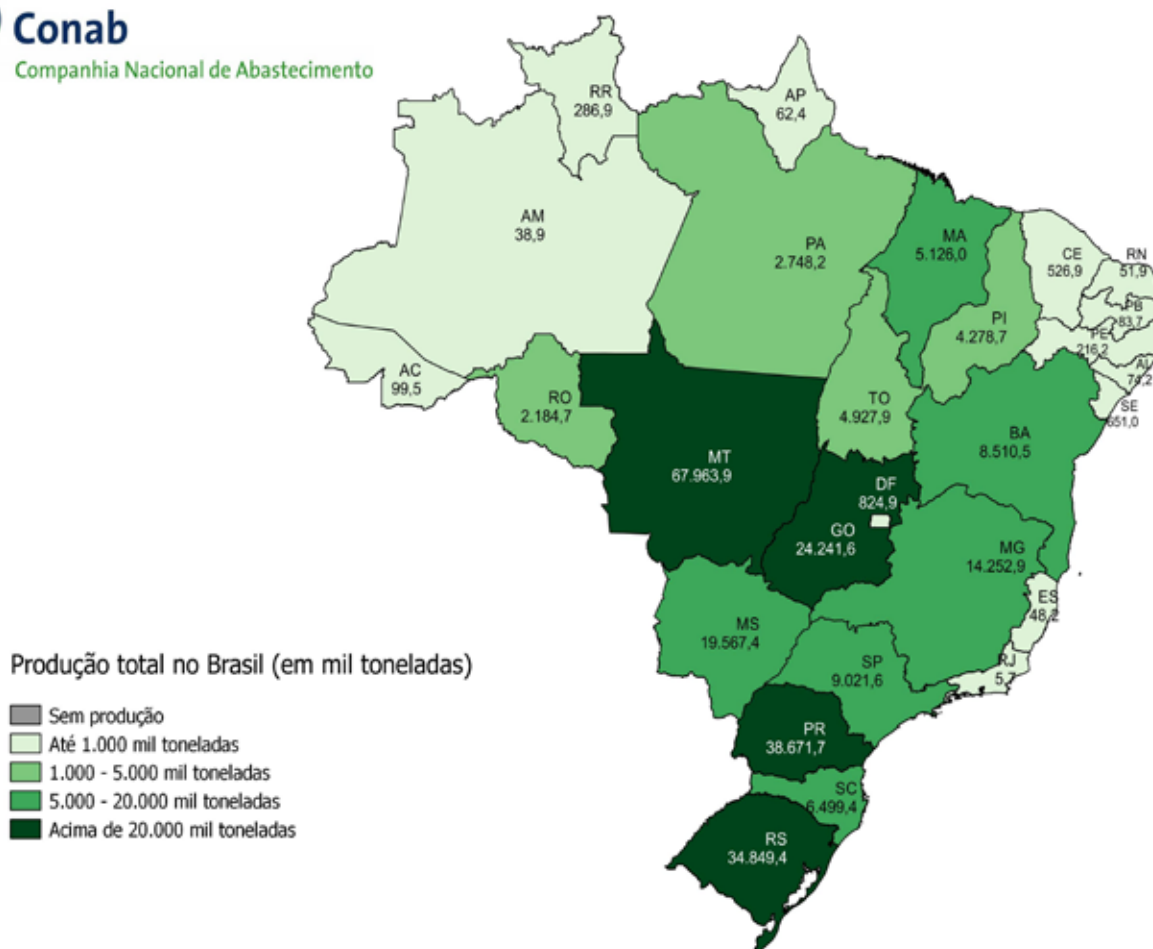 Conab
Companhia Nacional de Abastecimento
RR
286,9
AP
62,4
AM
38,9
PA
2.748,2
MA
5.126,0
CE
526,9
RN
51,9
PB
83,7
PE
216,2
AL
74,2
SE
651,0
PI
4.278,7
AC
99,5
RO
2.184,7
TO
4.927,9
BA
8.510,5
MT
67.963,9
DF
824,9
GO
24.241,6
MG
14.252,9
ES
48,2
MS
19.567,4
SP
9.021,6
RJ
5,7
PR
38.671,7
SC
6.499,4
RS
34.849,4
Produção total no Brasil (em mil toneladas)
Sem produção
Até 1.000 mil toneladas
1.000 - 5.000 mil toneladas
5.000 - 20.000 mil toneladas
Acima de 20.000 mil toneladas